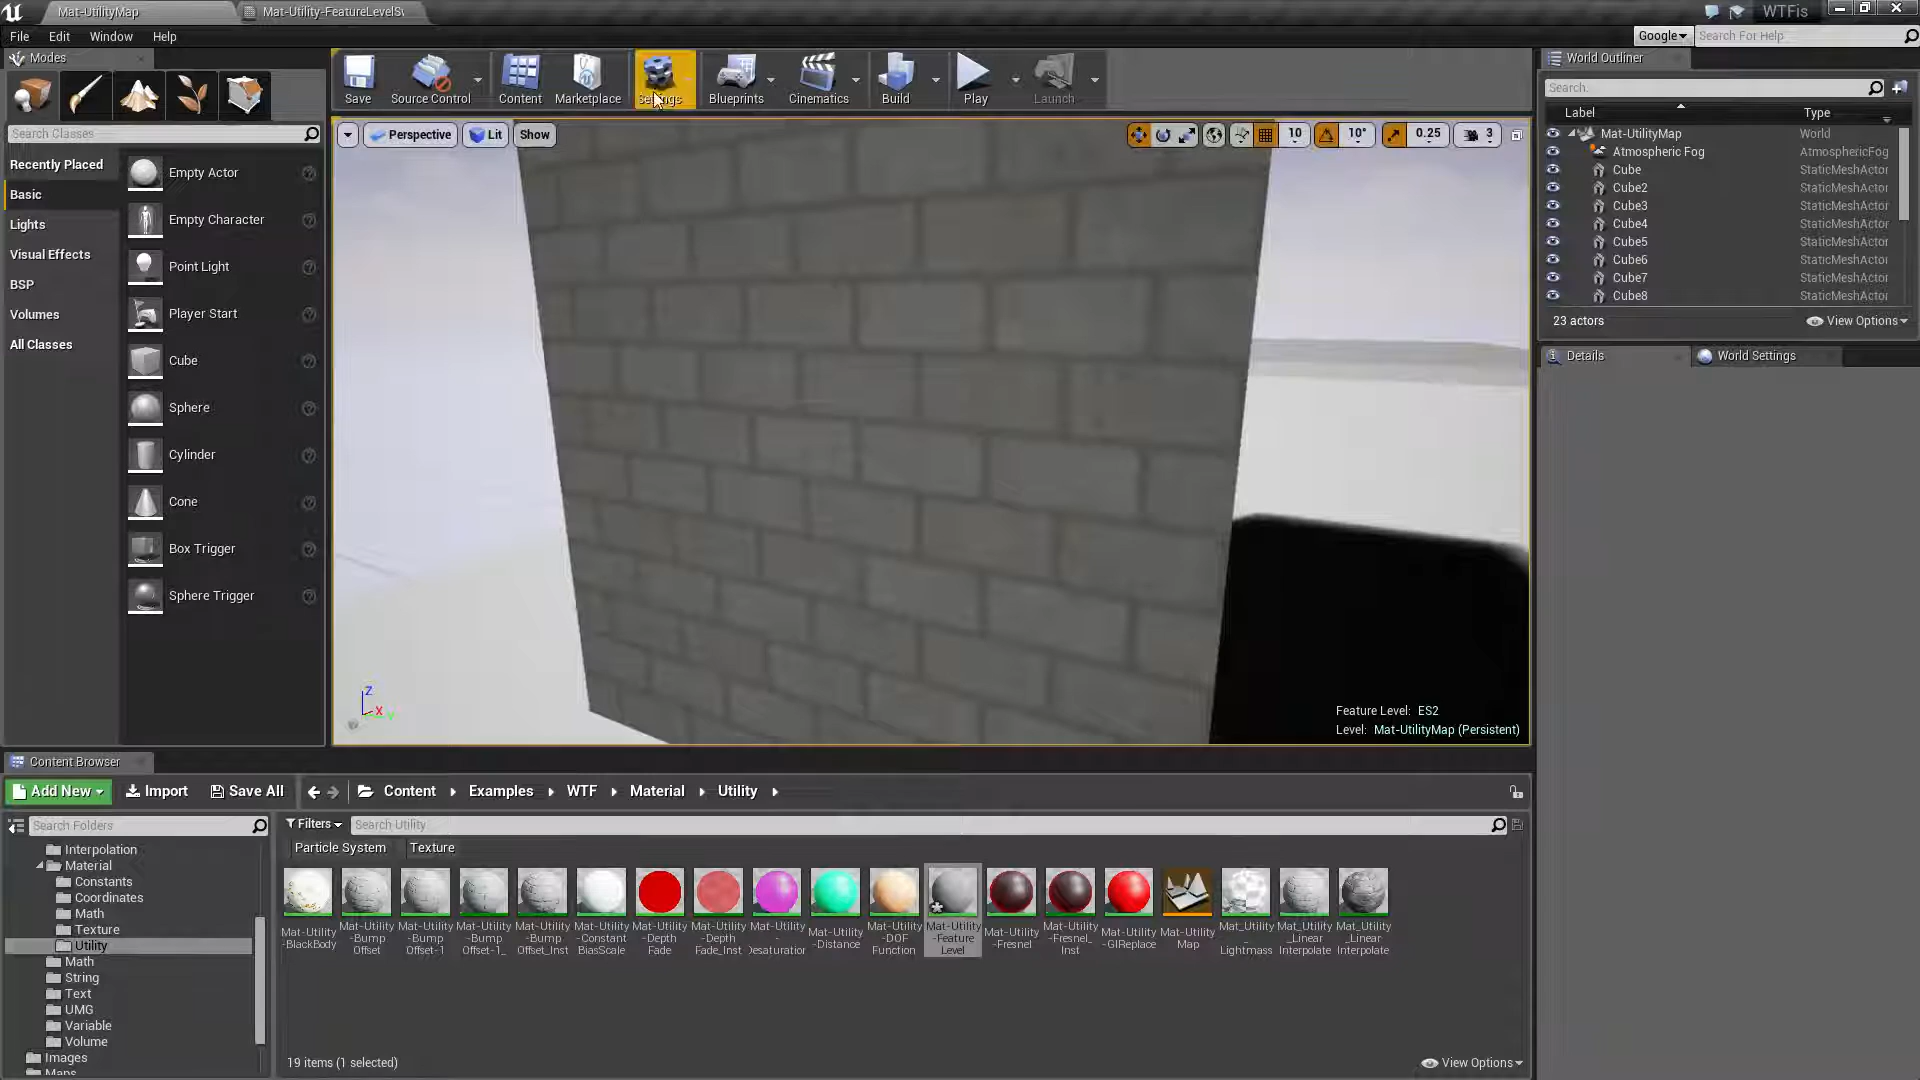 Mat-UtilityMap
Mat-Utility-FeatureLevelSv
WTFis
File Edit Window Help
Google
Search For Help
Modes
Save
Source Control
Content
Marketplace
Settings
Blueprints
Cinematics
Build
Play
Launch
World Outliner
Search.
Label Type
Mat-UtilityMap World
Atmospheric Fog AtmosphericFog
Cube StaticMeshActor
Cube2 StaticMeshActor
Cube3 StaticMeshActor
Cube4 StaticMeshActor
Cube5 StaticMeshActor
Cube6 StaticMeshActor
Cube7 StaticMeshActor
Cube8 StaticMeshActor
23 actors
View Options
Details
World Settings
Search Classes
Recently Placed
Basic
Lights
Visual Effects
BSP
Volumes
All Classes
Empty Actor
Empty Character
Point Light
Player Start
Cube
Sphere
Cylinder
Cone
Box Trigger
Sphere Trigger
Perspective
Lit
Show
10
10°
0.25
3
Z
X
Y
Feature Level: ES2
Level: Mat-UtilityMap (Persistent)
Content Browser
Add New
Import
Save All
Content
Examples
WTF
Material
Utility
Search Folders
Filters
Search Utility
Particle System
Texture
Interpolation
Material
Constants
Coordinates
Math
Texture
Utility
Math
String
Text
UMG
Variable
Volume
Images
Maps
Mat-Utility
-BlackBody
Mat-Utility
-Bump
Offset
Mat-Utility
-Bump
Offset-1
Mat-Utility
-Bump
Offset-1_
Mat-Utility
-Bump
Offset_Inst
Mat-Utility
-Constant
BiasScale
Mat-Utility
-Depth
Fade
Mat-Utility
-Depth
Fade_Inst
Mat-Utility
-
Desaturation
Mat-Utility
-Distance
Mat-Utility
-DOF
Function
Mat-Utility
-Feature
Level
Mat-Utility
-Fresnel
Mat-Utility
-Fresnel_
Inst
Mat-Utility
-GIReplace
Mat-Utility
Map
Mat_Utility
_Lightmass
Mat_Utility
_Linear
Interpolate
Mat_Utility
_Linear
Interpolate
19 items (1 selected)
View Options